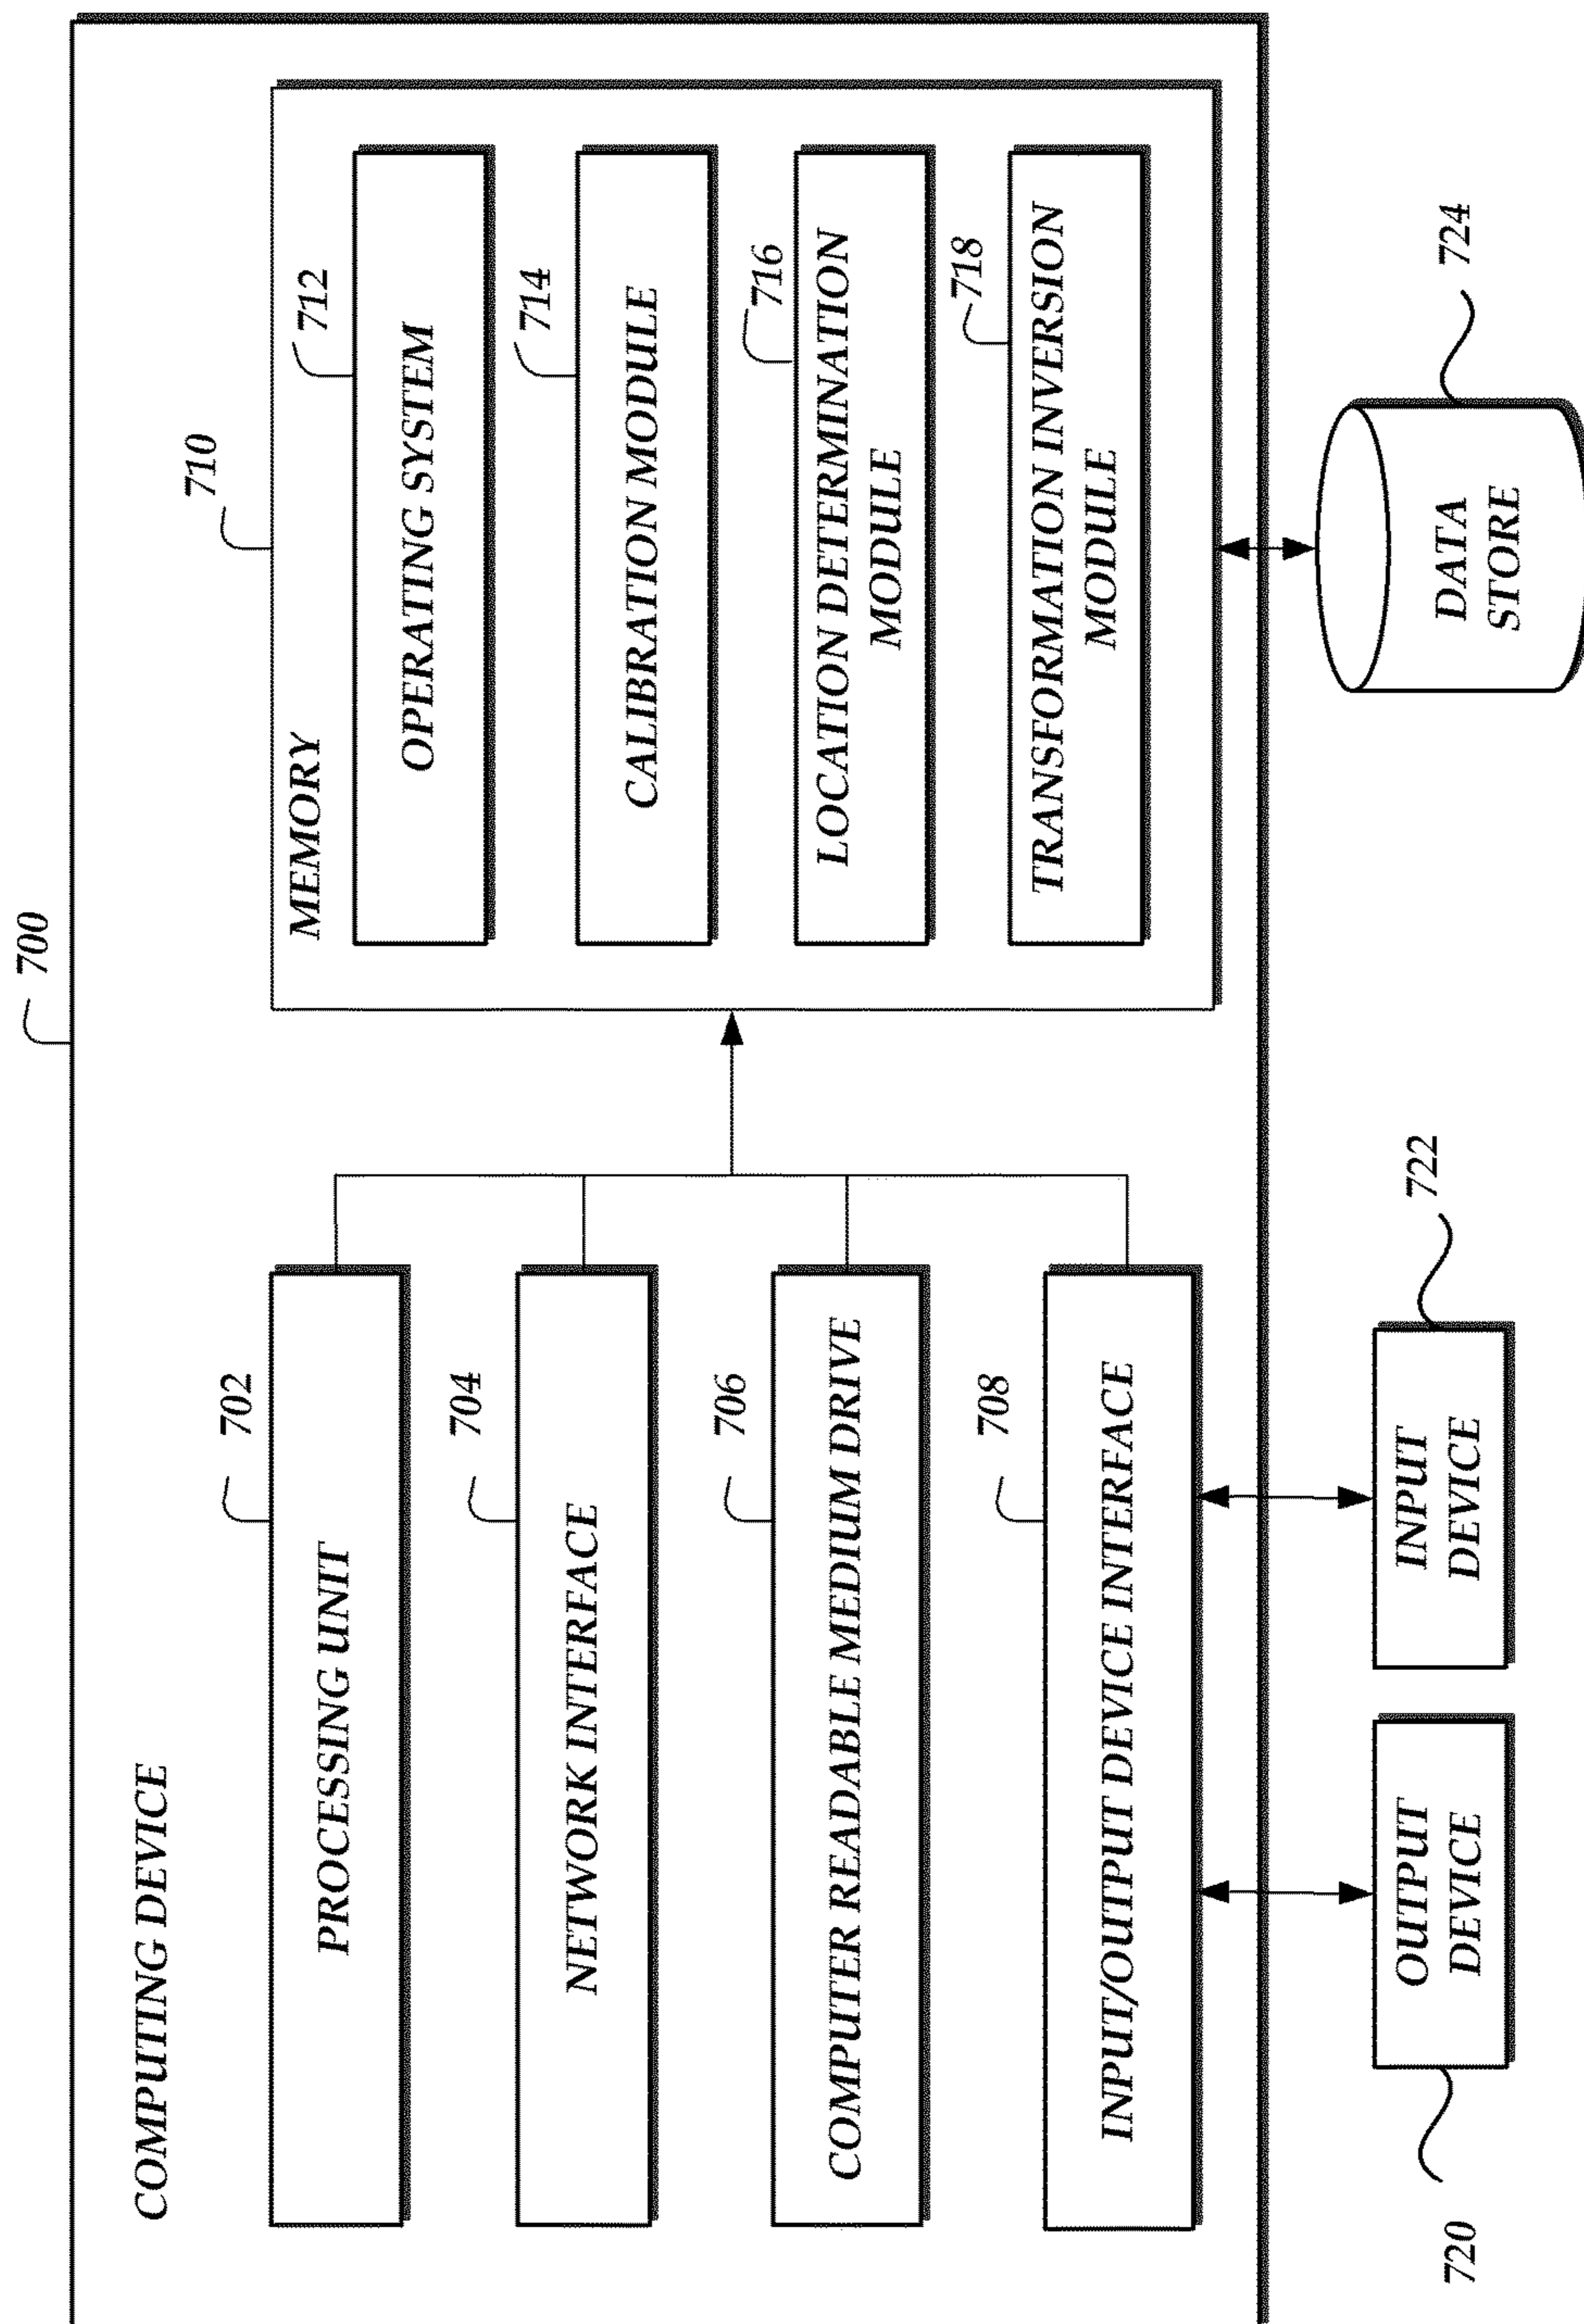 700
COMPUTING DEVICE
702
PROCESSING UNIT
704
NETWORK INTERFACE
706
COMPUTER READABLE MEDIUM DRIVE
708
INPUT/OUTPUT DEVICE INTERFACE
710
MEMORY
712
OPERATING SYSTEM
714
CALIBRATION MODULE
716
LOCATION DETERMINATION
MODULE
718
TRANSFORMATION INVERSION
MODULE
720
OUTPUT
DEVICE
722
INPUT
DEVICE
724
DATA
STORE